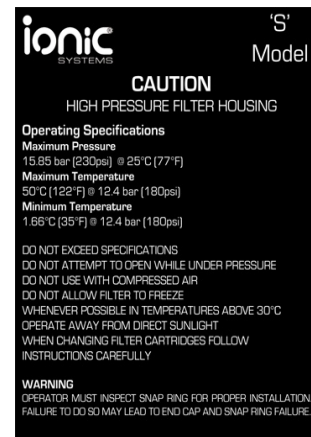 ionic
SYSTEMS
'S'
Model
CAUTION
HIGH PRESSURE FILTER HOUSING
Operating Specifications
Maximum Pressure
15.85 bar (230psi) @ 25°C (77°F)
Maximum Temperature
50°C (122°F) @ 12.4 bar (180psi)
Minimum Temperature
1.66°C (35°F) @ 12.4 bar (180psi)
DO NOT EXCEED SPECIFICATIONS
DO NOT ATTEMPT TO OPEN WHILE UNDER PRESSURE
DO NOT USE WITH COMPRESSED AIR
DO NOT ALLOW FILTER TO FREEZE
WHENEVER POSSIBLE IN TEMPERATURES ABOVE 30°C
OPERATE AWAY FROM DIRECT SUNLIGHT
WHEN CHANGING FILTER CARTRIDGES FOLLOW
INSTRUCTIONS CAREFULLY
WARNING
OPERATOR MUST INSPECT SNAP RING FOR PROPER INSTALLATION.
FAILURE TO DO SO MAY LEAD TO END CAP AND SNAP RING FAILURE.